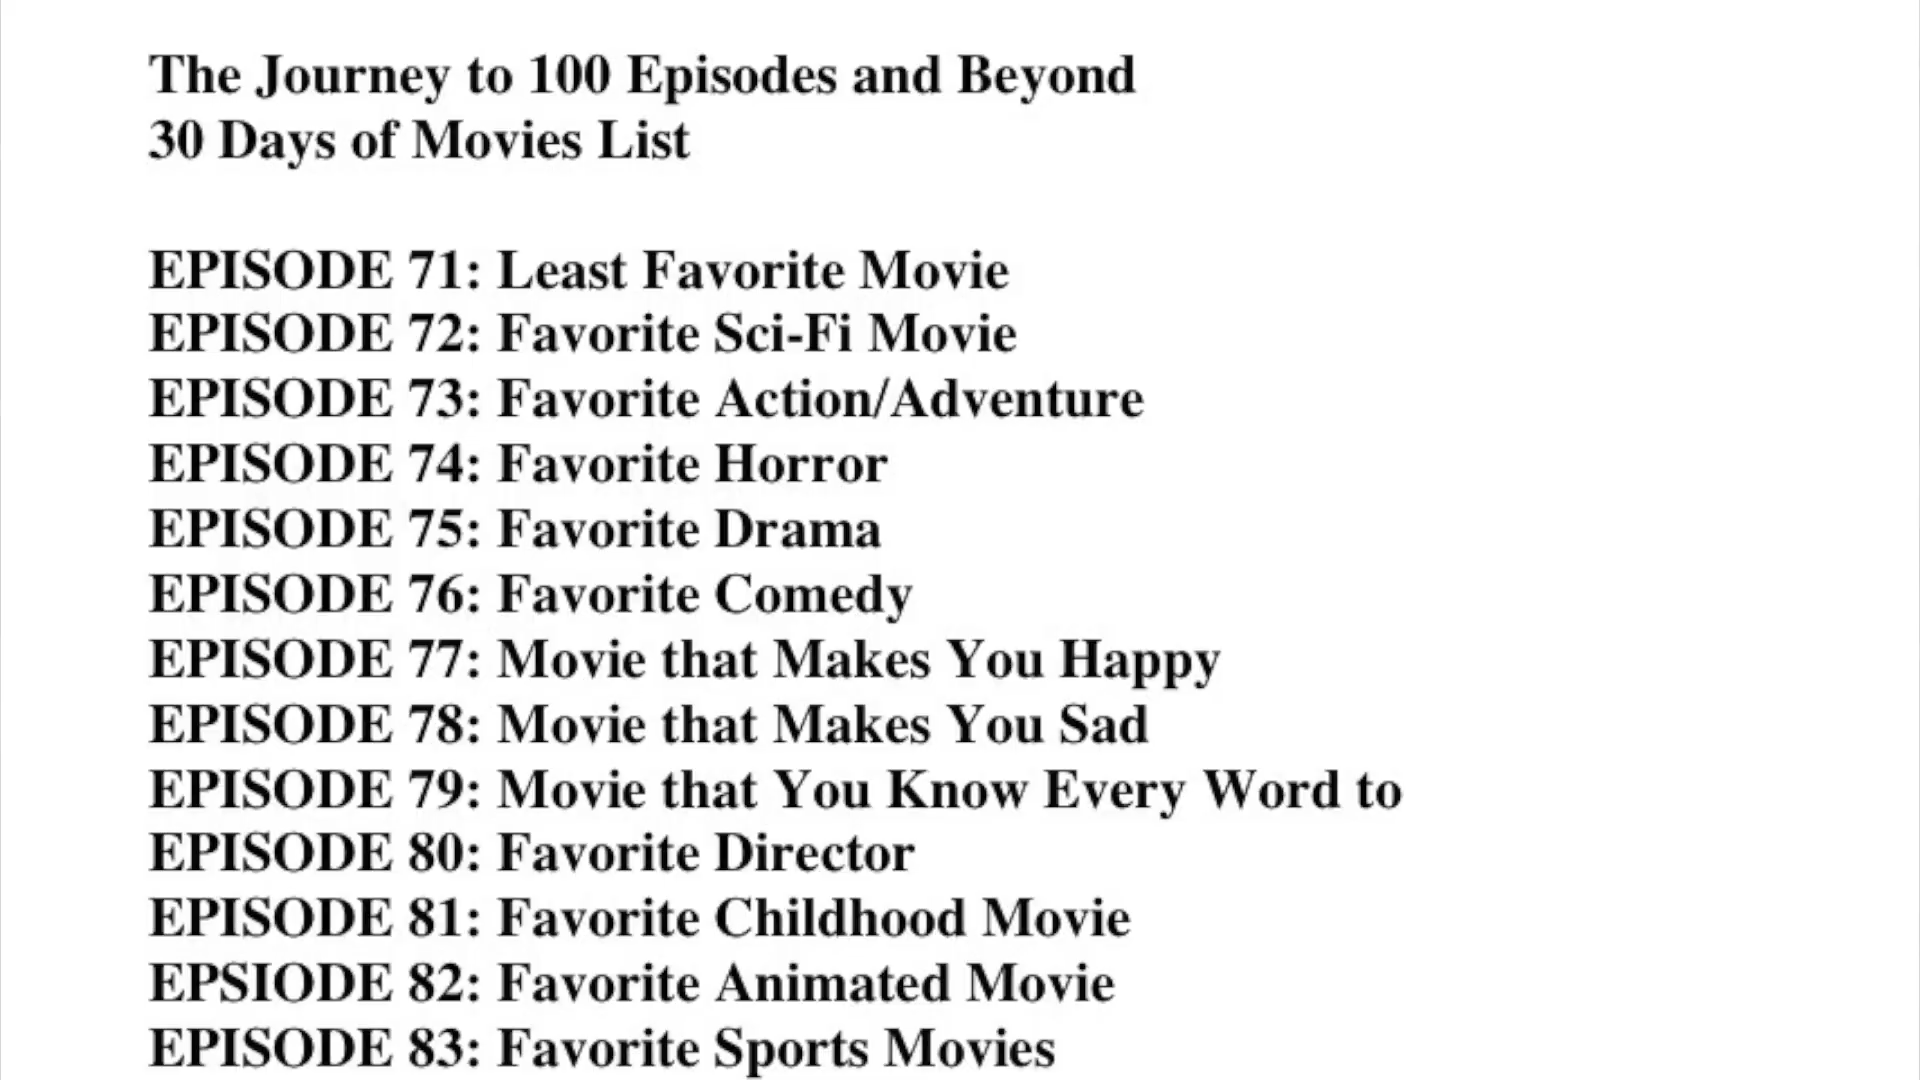 The Journey to 100 Episodes and Beyond
30 Days of Movies List
EPISODE 71: Least Favorite Movie
EPISODE 72: Favorite Sci-Fi Movie
EPISODE 73: Favorite Action/Adventure
EPISODE 74: Favorite Horror
EPISODE 75: Favorite Drama
EPISODE 76: Favorite Comedy
EPISODE 77: Movie that Makes You Happy
EPISODE 78: Movie that Makes You Sad
EPISODE 79: Movie that You Know Every Word to
EPISODE 80: Favorite Director
EPISODE 81: Favorite Childhood Movie
EPSIODE 82: Favorite Animated Movie
EPISODE 83: Favorite Sports Movies